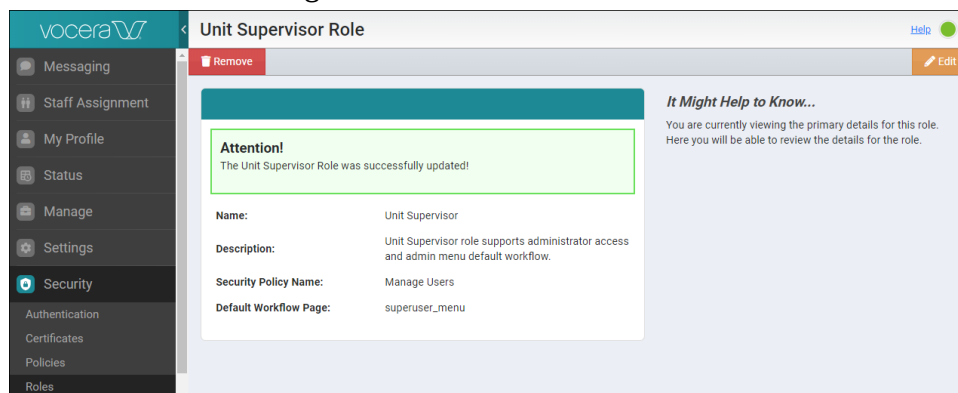 vocera
Unit Supervisor Role
Help
Messaging
Remove
Edit
Staff Assignment
My Profile
Status
Manage
Settings
Security
Authentication
Certificates
Policies
Roles
Attention!
The Unit Supervisor Role was successfully updated!
Name: Unit Supervisor
Description: Unit Supervisor role supports administrator access
and admin menu default workflow.
Security Policy Name: Manage Users
Default Workflow Page: superuser_menu
It Might Help to Know...
You are currently viewing the primary details for this role.
Here you will be able to review the details for the role.